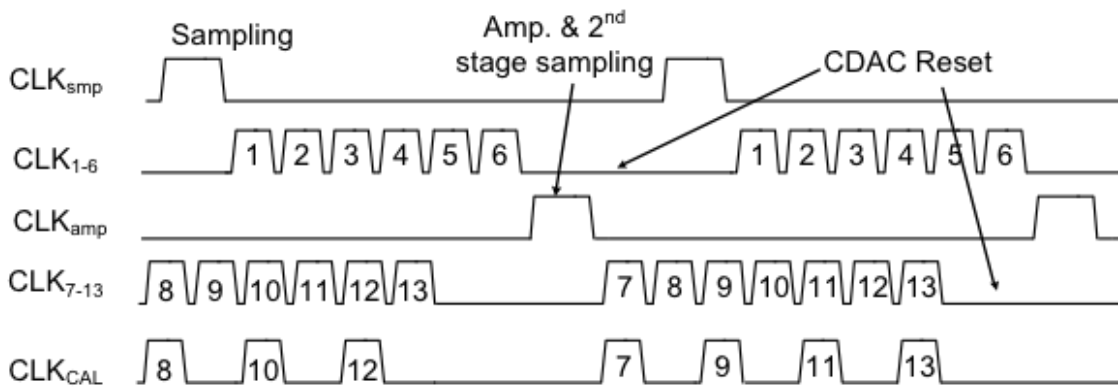 Sampling
Amp. & 2nd
stage sampling
CDAC Reset
CLKsmp
CLK1-6
1 2 3 4 5 6 1 2 3 4 5 6
CLKamp
CLK7-13
8 9 10 11 12 13 7 8 9 10 11 12 13
CLKCAL
8 10 12 7 9 11 13